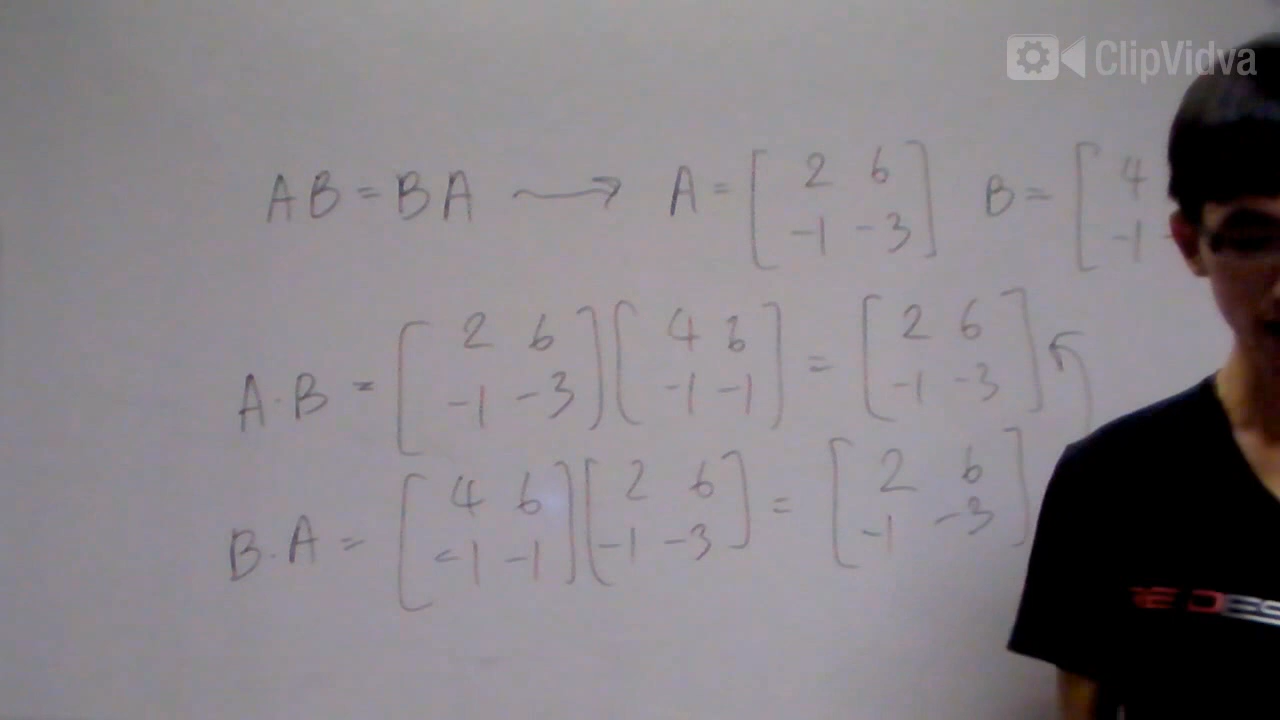 ClipVidva
AB = BA → A = [2 6
-1 -3] B = [4
-1 -
A·B = [2 6
-1 -3] [4 6
-1 -1] = [2 6
-1 -3]
B·A = [4 6
-1 -1] [2 6
-1 -3] = [2 6
-1 -3]